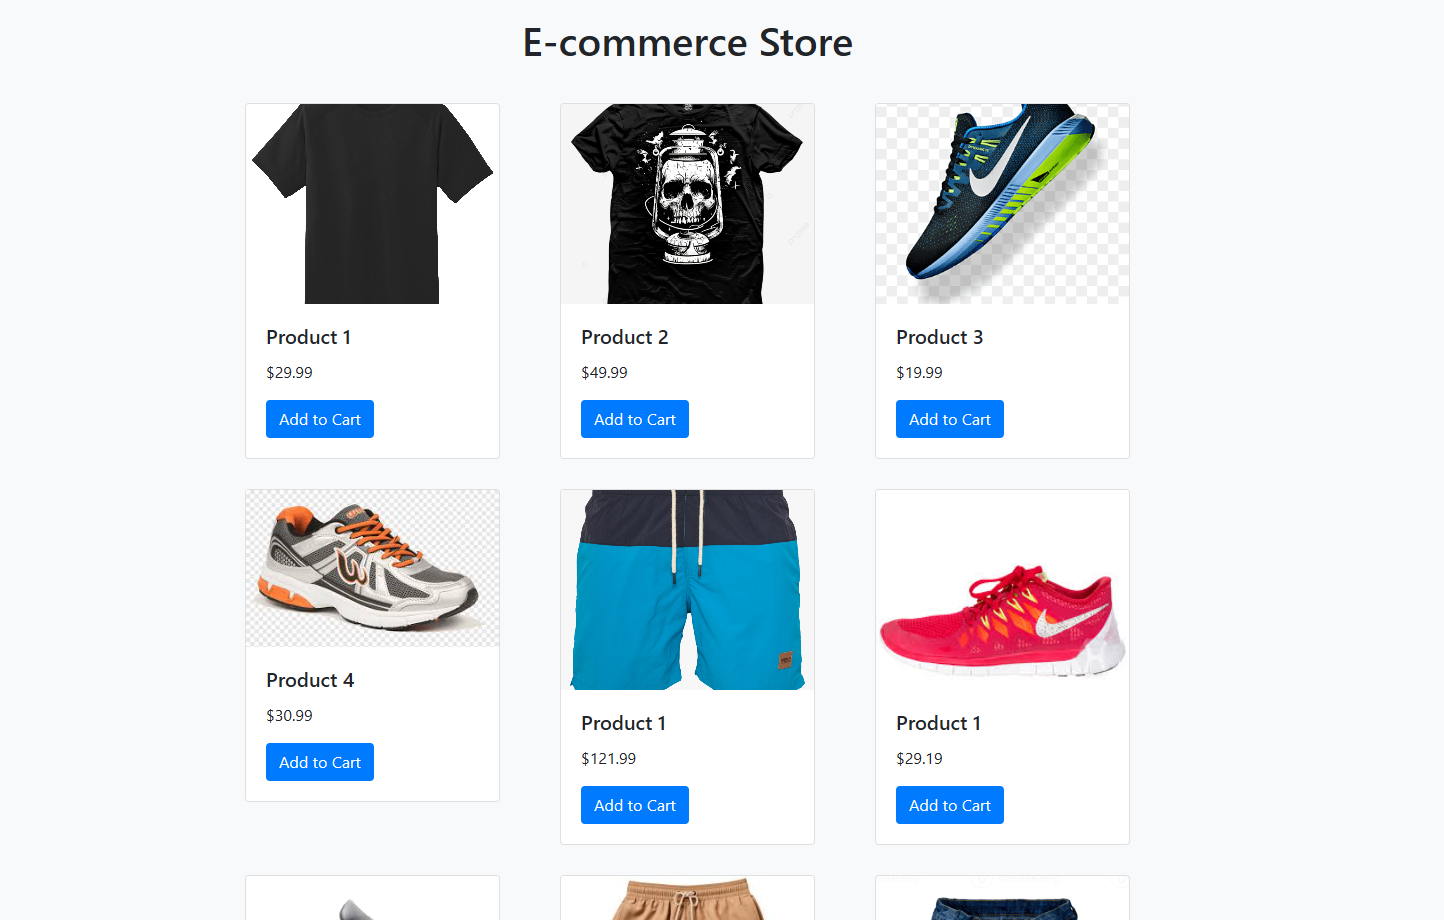 E-commerce Store
Product 1
$29.99
Add to Cart
Product 2
$49.99
Add to Cart
Product 3
$19.99
Add to Cart
Product 4
$30.99
Add to Cart
Product 1
$121.99
Add to Cart
Product 1
$29.19
Add to Cart